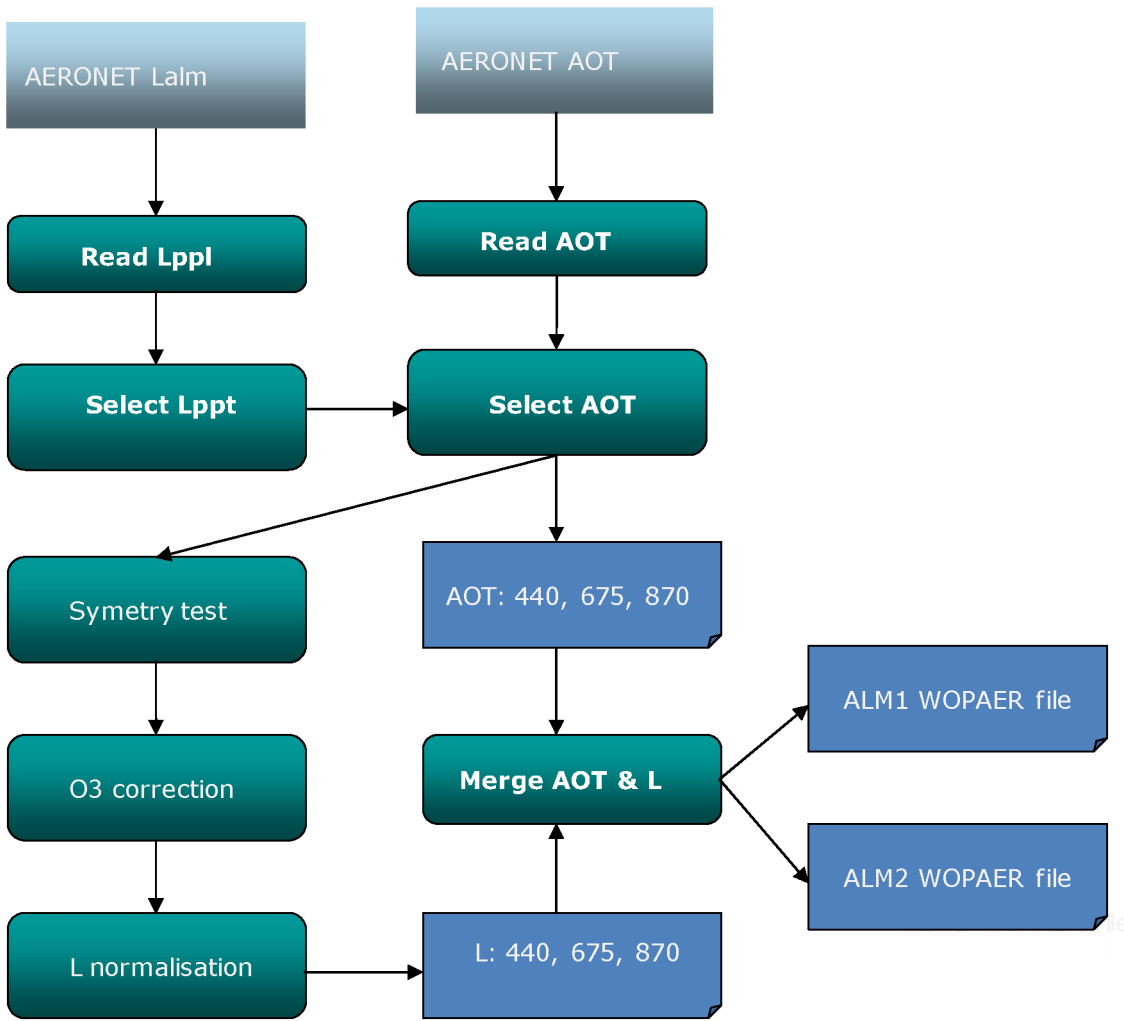 AERONET Lalm
AERONET AOT
Read Lppl
Read AOT
Select Lppt
Select AOT
Symetry test
AOT: 440, 675, 870
ALM1 WOPAER file
O3 correction
Merge AOT & L
ALM2 WOPAER file
L normalisation
L: 440, 675, 870